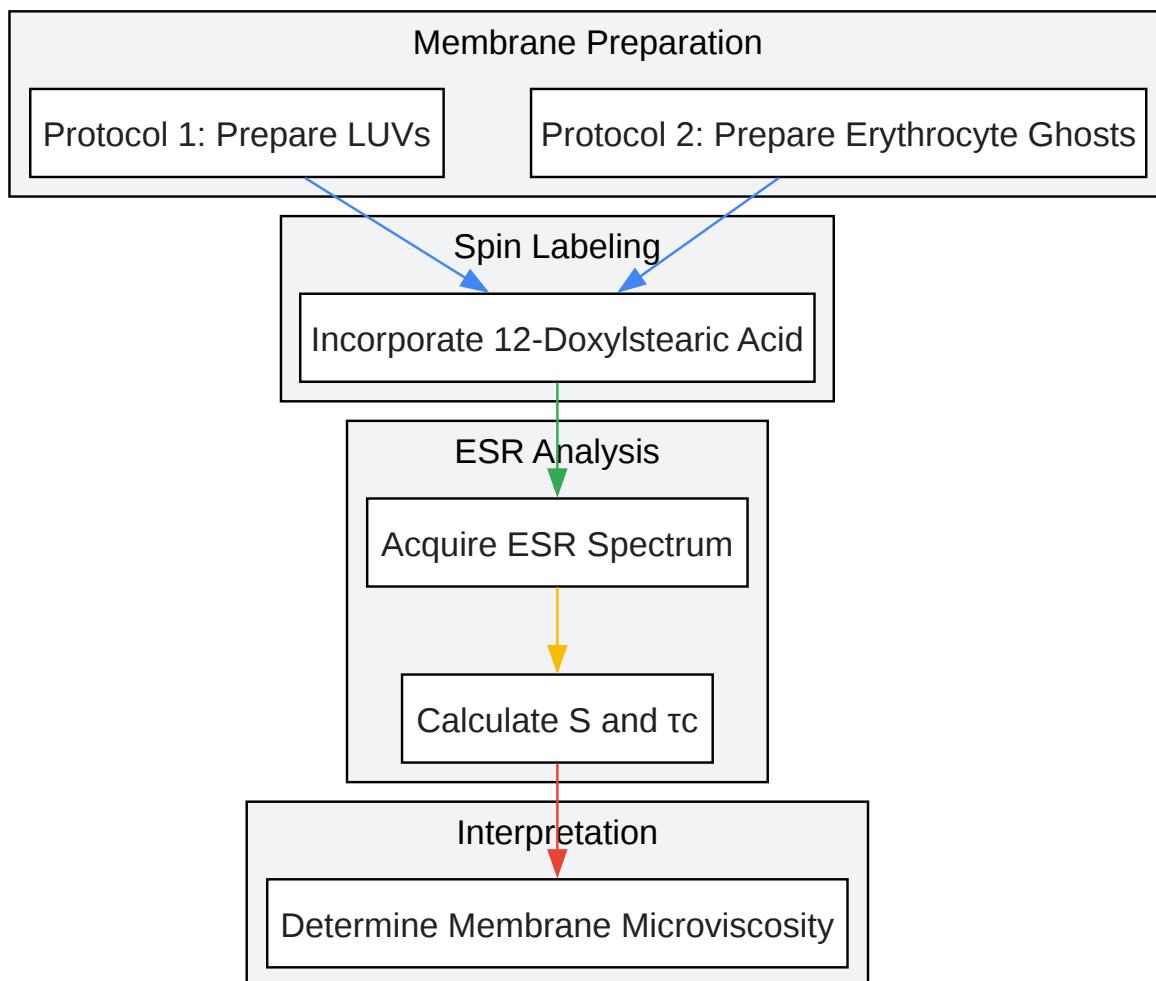 Membrane Preparation
Protocol 1: Prepare LUVs
Protocol 2: Prepare Erythrocyte Ghosts
Spin Labeling
Incorporate 12-Doxylstearic Acid
ESR Analysis
Acquire ESR Spectrum
Calculate S and τc
Interpretation
Determine Membrane Microviscosity